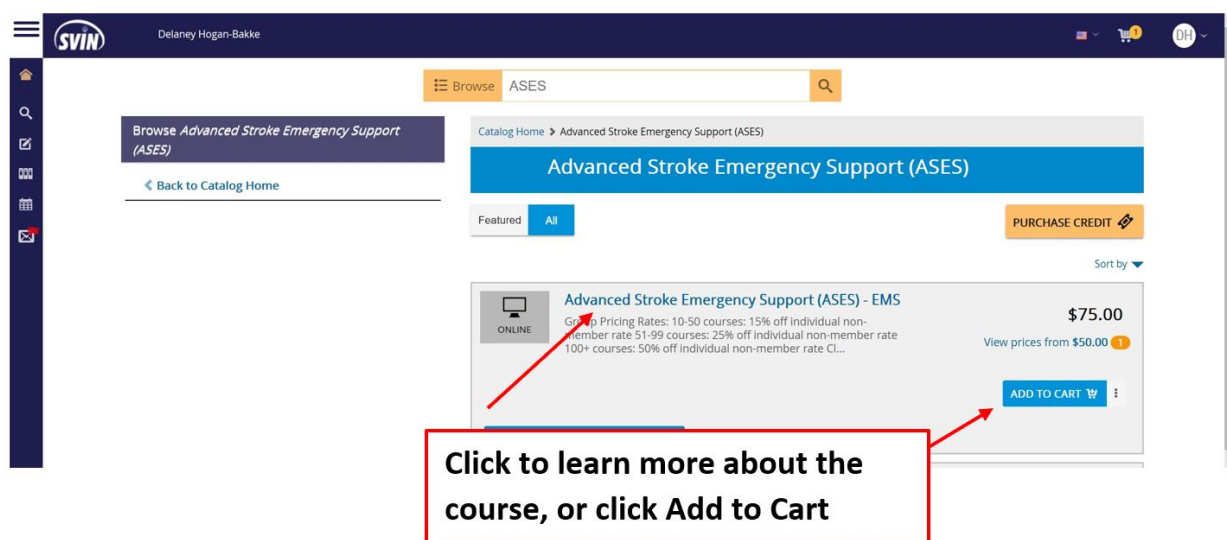 SVIN
Delaney Hogan-Bakke
1
DH
Browse ASES
Browse Advanced Stroke Emergency Support
(ASES)
Back to Catalog Home
Catalog Home > Advanced Stroke Emergency Support (ASES)
Advanced Stroke Emergency Support (ASES)
Featured All
PURCHASE CREDIT
Sort by
ONLINE
Advanced Stroke Emergency Support (ASES) - EMS
Group Pricing Rates: 10-50 courses: 15% off individual non-
member rate 51-99 courses: 25% off individual non-member rate
100+ courses: 50% off individual non-member rate Cl...
$75.00
View prices from $50.00 1
ADD TO CART
Click to learn more about the
course, or click Add to Cart